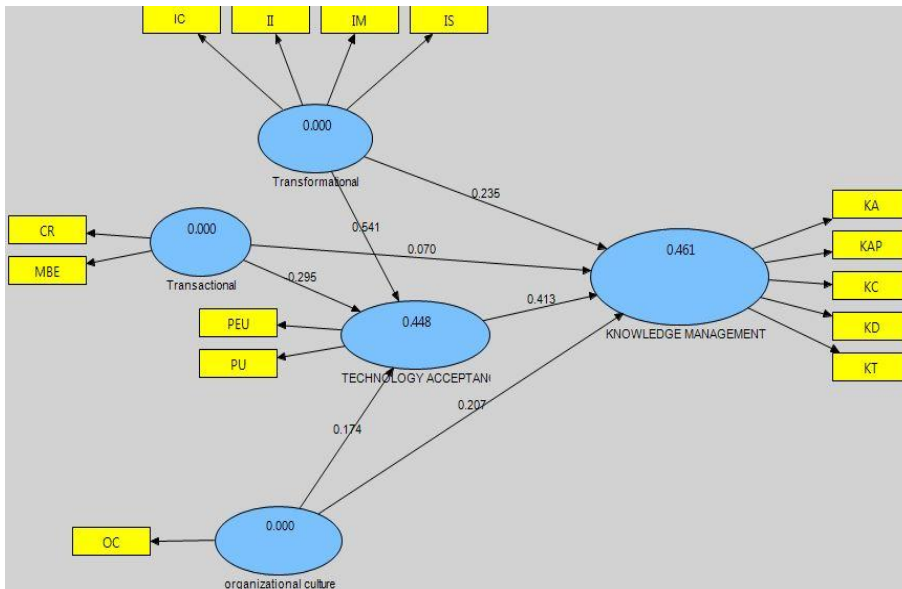 IC
II
IM
IS
0.000
Transformational
0.235
KA
CR
0.000
0.541
0.070
0.461
KAP
MBE
Transactional
0.295
KC
PEU
0.448
0.413
KNOWLEDGE MANAGEMENT
KD
PU
TECHNOLOGY ACCEPTANC
KT
0.174
0.207
OC
0.000
organizational culture